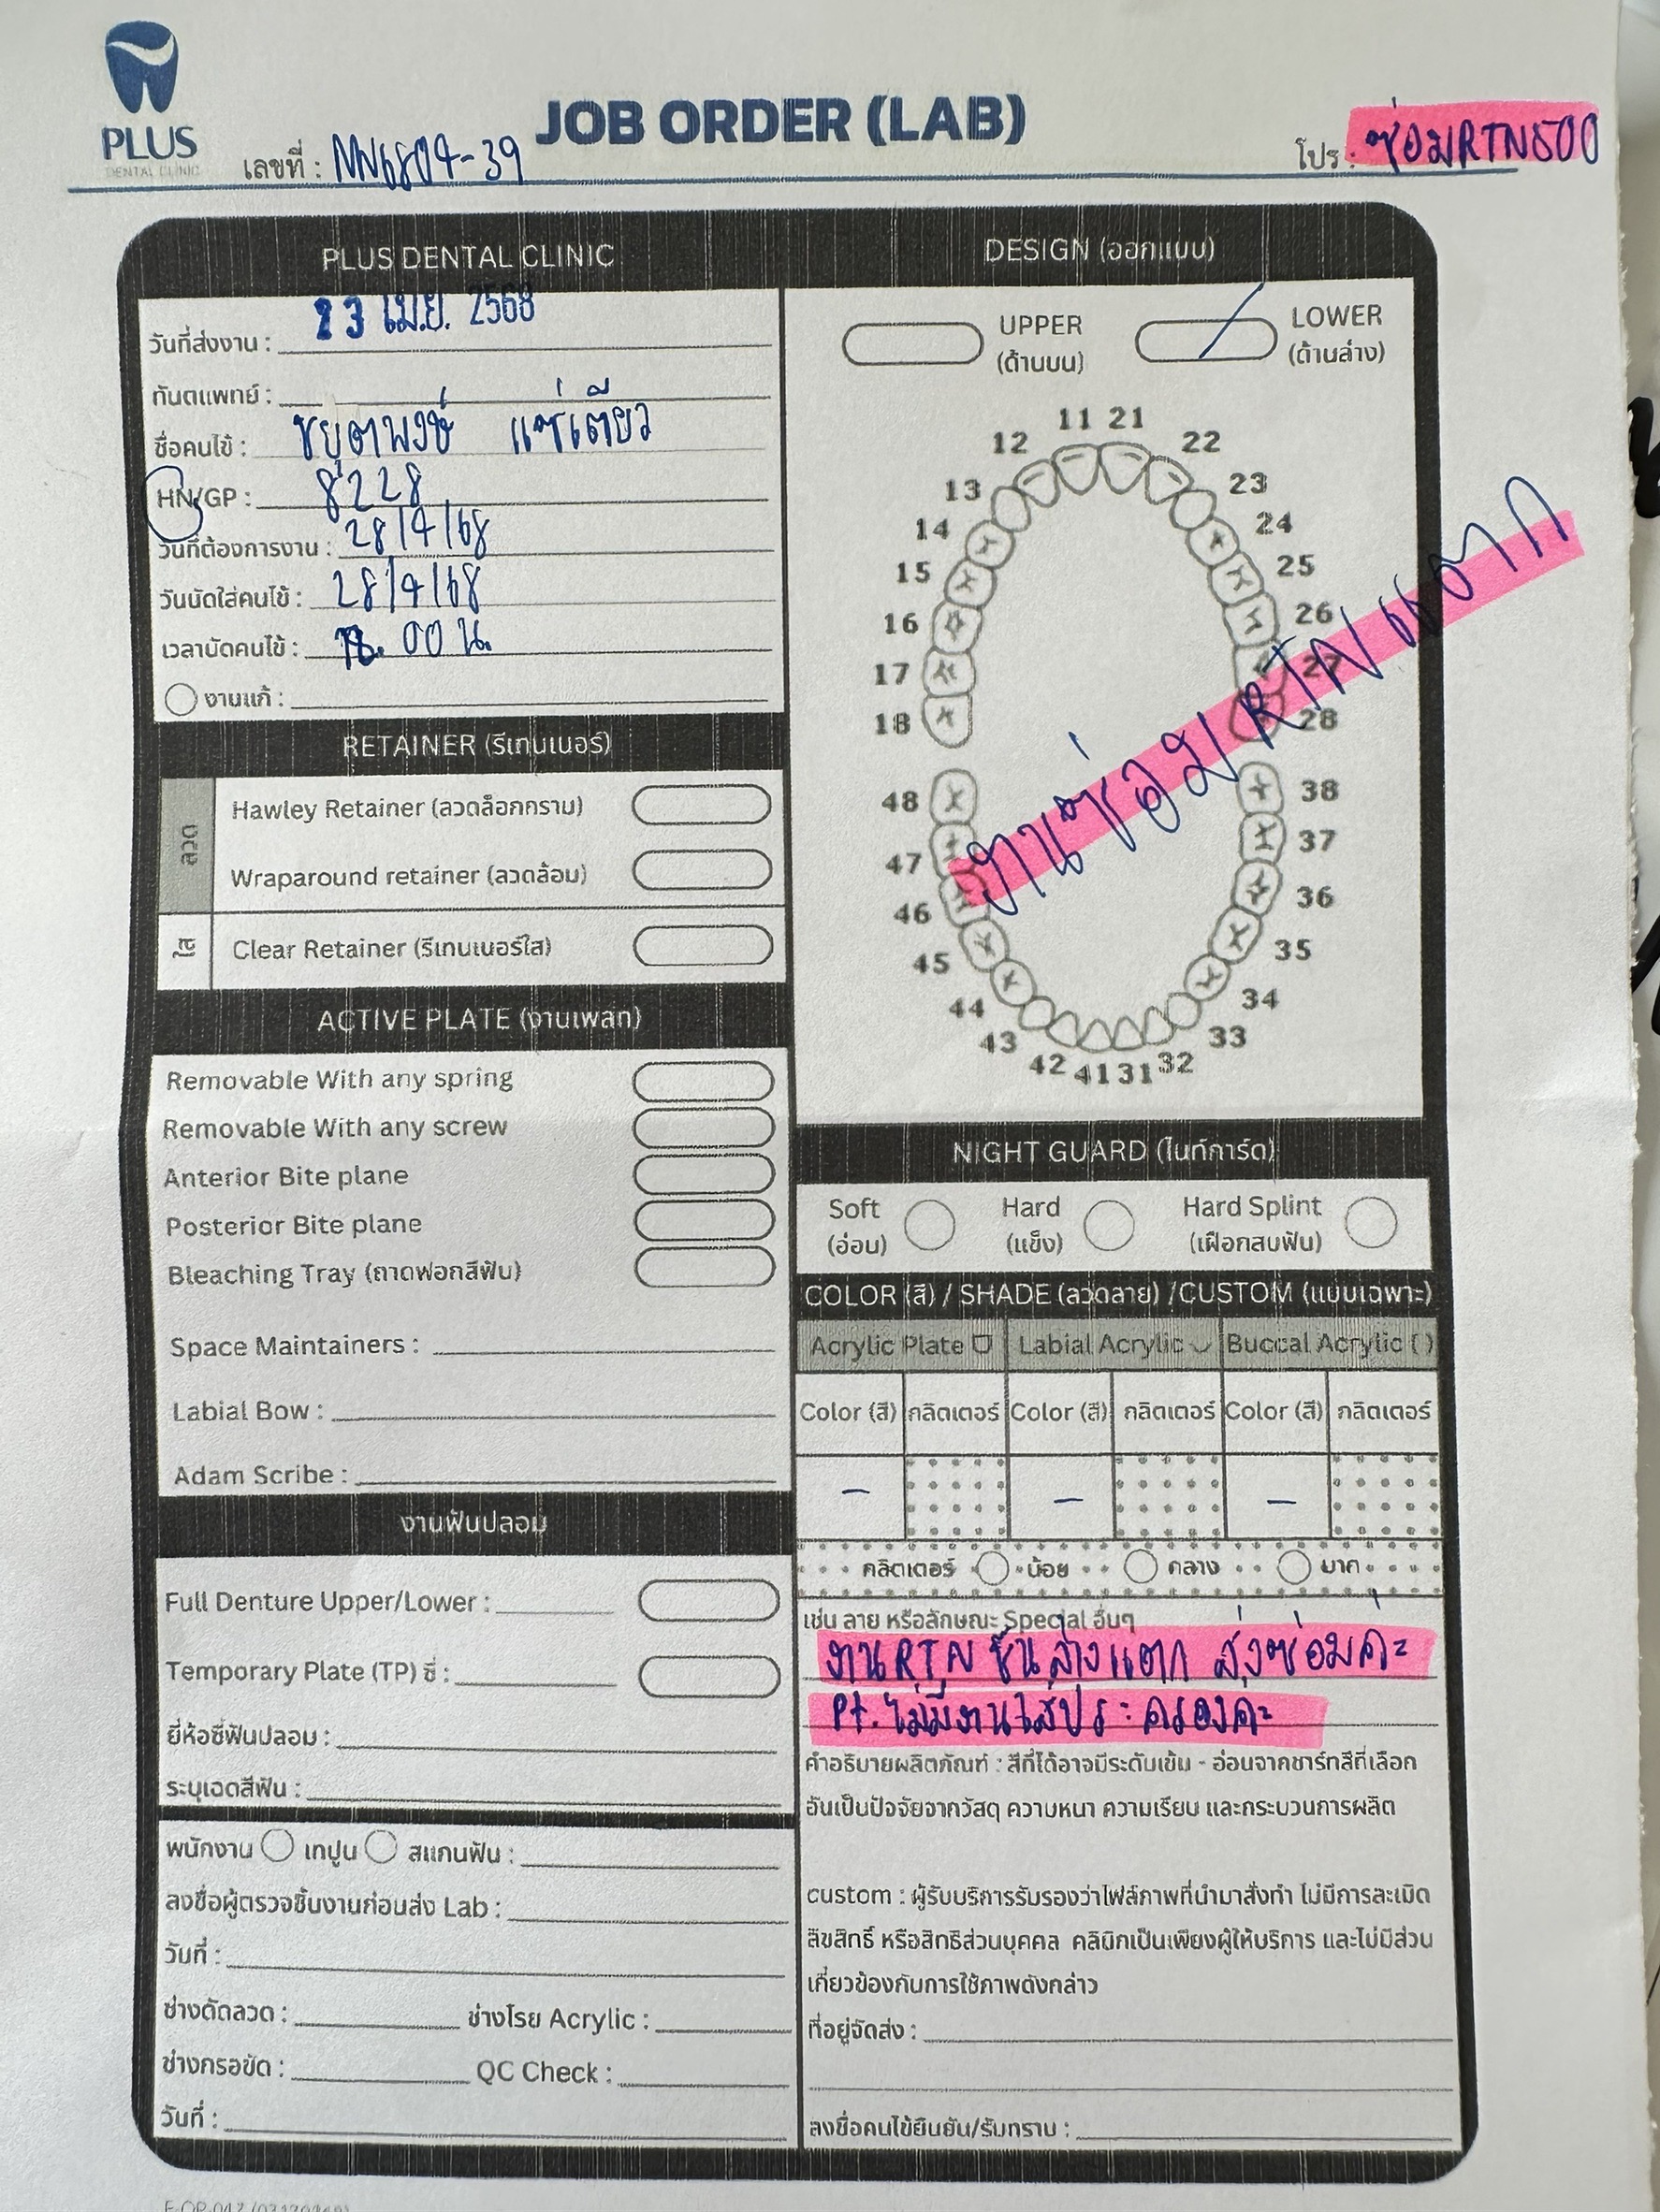 PLUS
DENTAL CLINIC
JOB ORDER (LAB)
เลขที่ : NN6804-39
โปร : ซ่อมRTN500
PLUS DENTAL CLINIC
วันที่ส่งงาน : 23 เม.ย. 2568
ทันตแพทย์ :
ชื่อคนไข้ : ชยุตพงษ์ แซ่เตียว
HN/GP : 8228
วันที่ต้องการงาน : 28/4/68
วันนัดใส่คนไข้ : 28/4/68
เวลานัดคนไข้ : .00 น.
งานแก้ :
RETAINER (รีเทนเนอร์)
ลวด
Hawley Retainer (ลวดล็อกกราม)
Wraparound retainer (ลวดล้อม)
ใส
Clear Retainer (รีเทนเนอร์ใส)
ACTIVE PLATE (งานเพลท)
Removable With any spring
Removable With any screw
Anterior Bite plane
Posterior Bite plane
Bleaching Tray (ถาดฟอกสีฟัน)
Space Maintainers :
Labial Bow :
Adam Scribe :
งานฟันปลอม
Full Denture Upper/Lower :
Temporary Plate (TP) ซี่ :
ยี่ห้อซี่ฟันปลอม :
ระบุเฉดสีฟัน :
พนักงาน เทปูน สแกนฟัน :
ลงชื่อผู้ตรวจชิ้นงานก่อนส่ง Lab :
วันที่ :
ช่างดัดลวด : ช่างโรย Acrylic :
ช่างกรอขัด : QC Check :
วันที่ :
DESIGN (ออกแบบ)
UPPER
(ด้านบน)
LOWER
(ด้านล่าง)
11 21
12 22
13 23
14 24
15 25
16 26
17 27
18 28
48 38
47 37
46 36
45 35
44 34
43 33
42 41 31 32
งานซ่อม RTN แตก
NIGHT GUARD (ไนท์การ์ด)
Soft
(อ่อน)
Hard
(แข็ง)
Hard Splint
(เฝือกสบฟัน)
COLOR (สี) / SHADE (ลวดลาย) /CUSTOM (แบบเฉพาะ)
Acrylic Plate Labial Acrylic Buccal Acrylic ( )
Color (สี) กลิตเตอร์ Color (สี) กลิตเตอร์ Color (สี) กลิตเตอร์
- - -
กลิตเตอร์ น้อย กลาง มาก
เช่น ลาย หรือลักษณะ Special อื่นๆ
งานRTN ชิ้นล่างแตก ส่งซ่อมค่ะ
Pt. ไม่มีงานใส่ประคองค่ะ
คำอธิบายผลิตภัณฑ์ : สีที่ได้อาจมีระดับเข้ม - อ่อนจากชาร์ทสีที่เลือก
อันเป็นปัจจัยจากวัสดุ ความหนา ความเรียบ และกระบวนการผลิต
custom : ผู้รับบริการรับรองว่าไฟล์ภาพที่นำมาสั่งทำ ไม่มีการละเมิด
ลิขสิทธิ์ หรือสิทธิส่วนบุคคล คลินิกเป็นเพียงผู้ให้บริการ และไม่มีส่วน
เกี่ยวข้องกับการใช้ภาพดังกล่าว
ที่อยู่จัดส่ง :
ลงชื่อคนไข้ยืนยัน/รับทราบ :